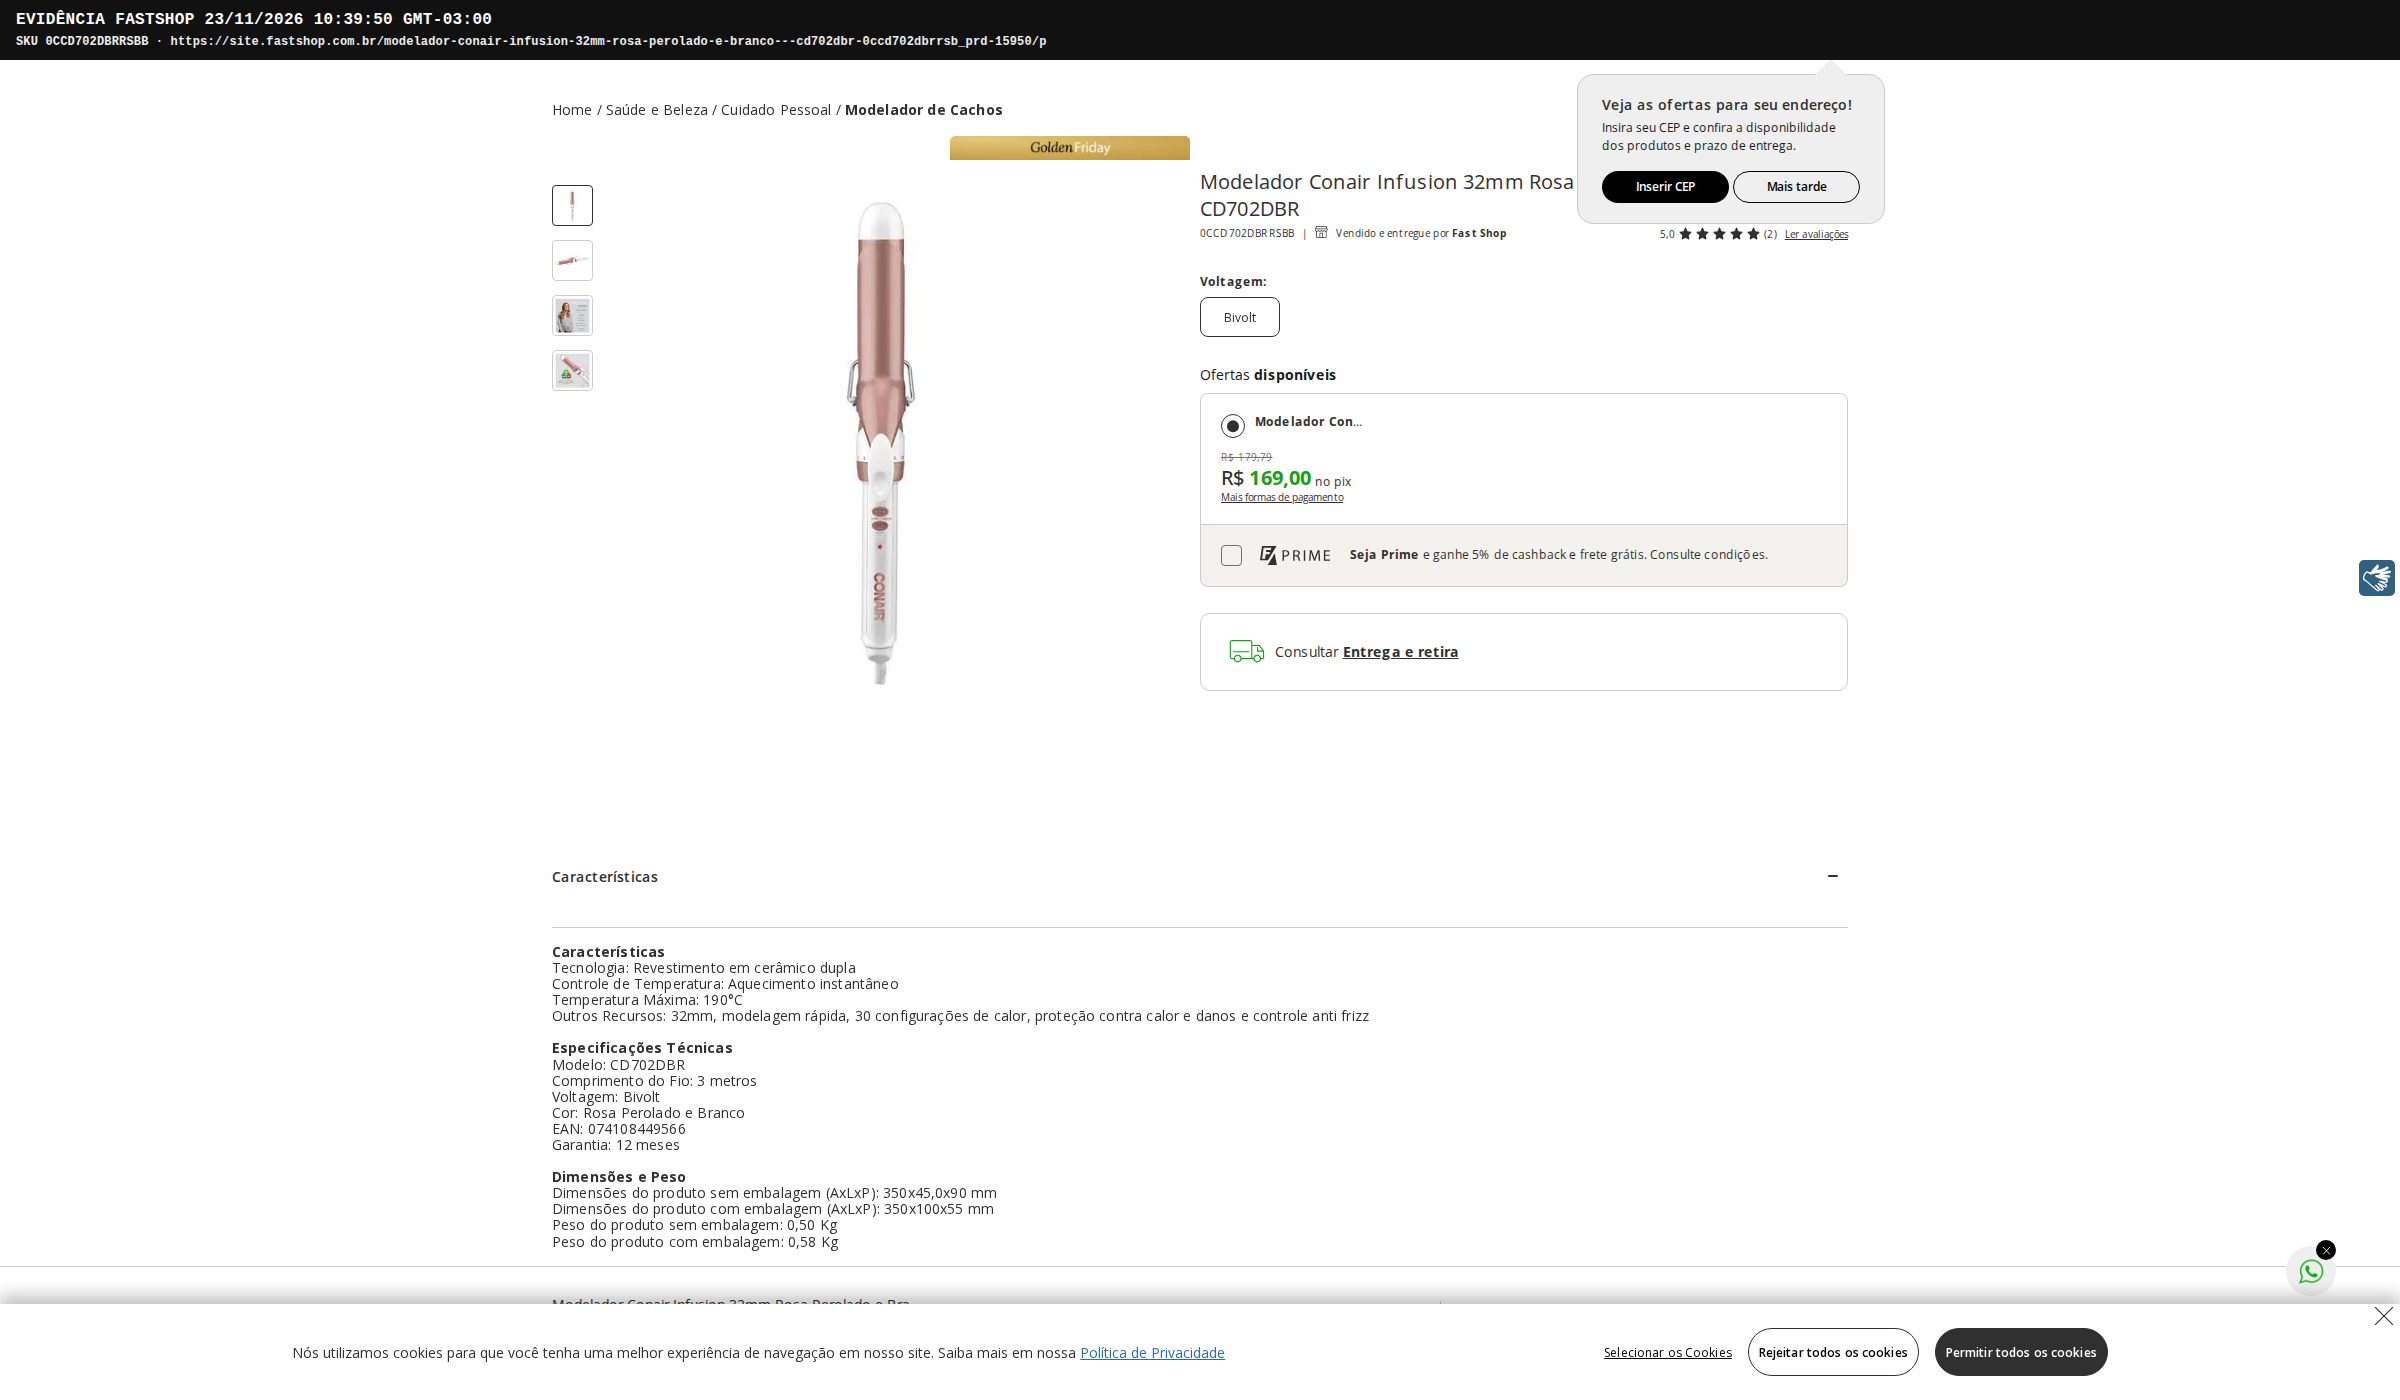 EVIDÊNCIA FASTSHOP 23/11/2026 10:39:50 GMT-03:00
SKU 0CCD702DBRRSBB · https://site.fastshop.com.br/modelador-conair-infusion-32mm-rosa-perolado-e-branco---cd702dbr-0ccd702dbrrsb_prd-15950/p
Home / Saúde e Beleza / Cuidado Pessoal / Modelador de Cachos
Veja as ofertas para seu endereço!
Insira seu CEP e confira a disponibilidade
dos produtos e prazo de entrega.
Inserir CEP
Mais tarde
Golden Friday
Modelador Conair Infusion 32mm Rosa
CD702DBR
0CCD702DBRRSBB | Vendido e entregue por Fast Shop
5,0 (2) Ler avaliações
Voltagem:
Bivolt
Ofertas disponíveis
Modelador Con...
R$ 179,79
R$ 169,00 no pix
Mais formas de pagamento
PRIME Seja Prime e ganhe 5% de cashback e frete grátis. Consulte condições.
CONAIR
Consultar Entrega e retira
Características
Características
Tecnologia: Revestimento em cerâmico dupla
Controle de Temperatura: Aquecimento instantâneo
Temperatura Máxima: 190°C
Outros Recursos: 32mm, modelagem rápida, 30 configurações de calor, proteção contra calor e danos e controle anti frizz
Especificações Técnicas
Modelo: CD702DBR
Comprimento do Fio: 3 metros
Voltagem: Bivolt
Cor: Rosa Perolado e Branco
EAN: 074108449566
Garantia: 12 meses
Dimensões e Peso
Dimensões do produto sem embalagem (AxLxP): 350x45,0x90 mm
Dimensões do produto com embalagem (AxLxP): 350x100x55 mm
Peso do produto sem embalagem: 0,50 Kg
Peso do produto com embalagem: 0,58 Kg
Modelador Conair Infusion 32mm Rosa Perolado e Bra
Nós utilizamos cookies para que você tenha uma melhor experiência de navegação em nosso site. Saiba mais em nossa Política de Privacidade
Selecionar os Cookies
Rejeitar todos os cookies
Permitir todos os cookies